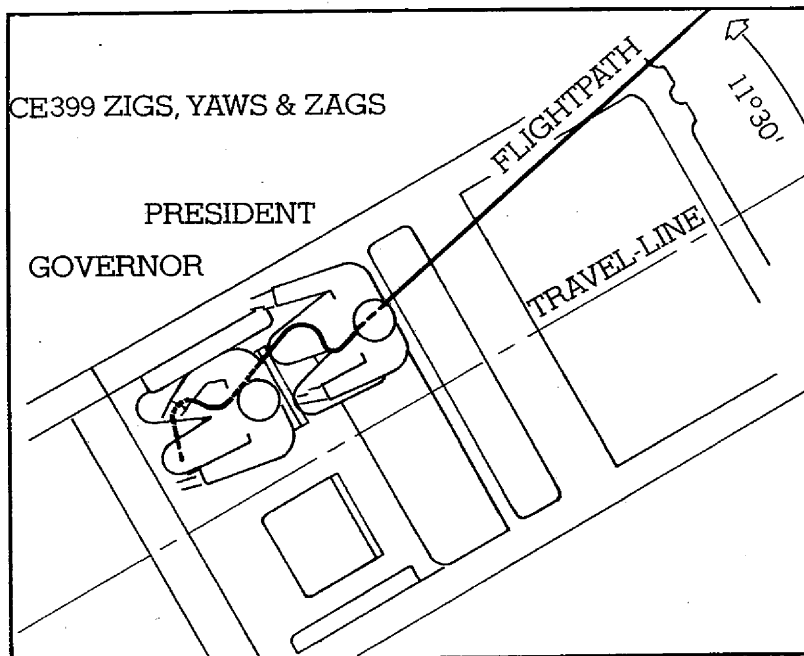 CE399 ZIGS, YAWS & ZAGS
PRESIDENT
GOVERNOR
FLIGHTPATH
TRAVEL-LINE
11°30'